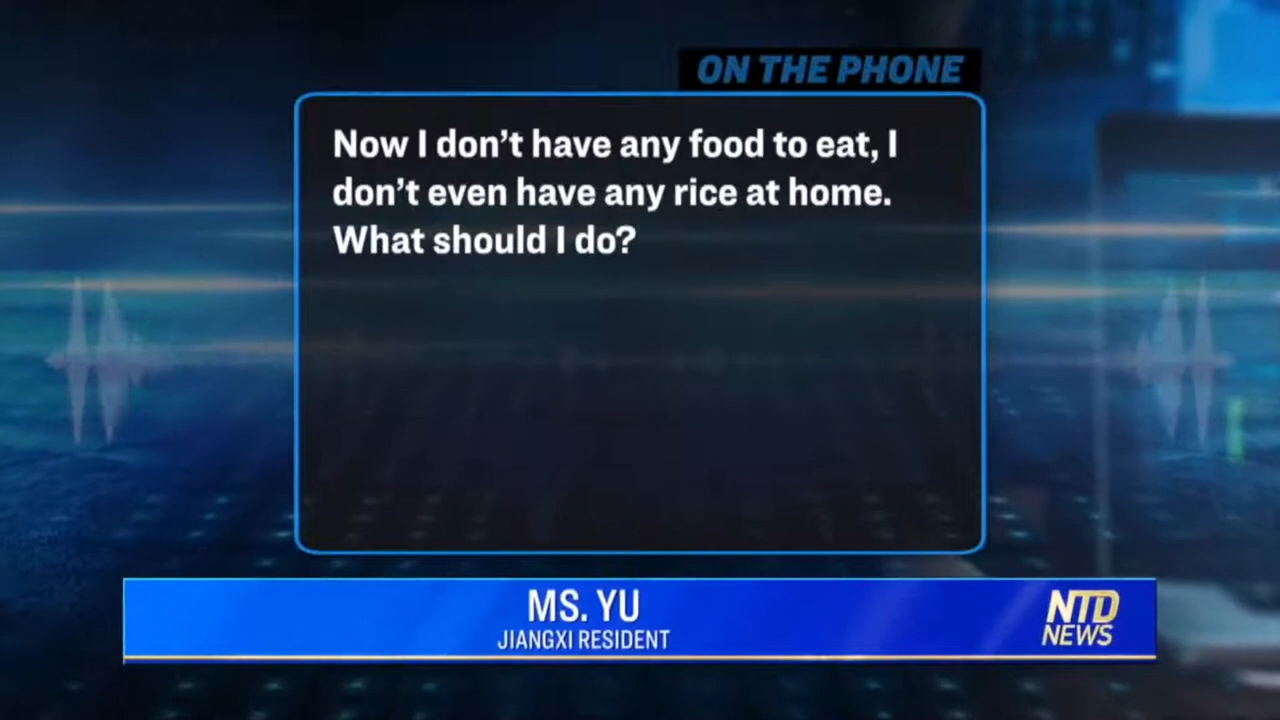 ON THE PHONE
Now I don't have any food to eat, I
don't even have any rice at home.
What should I do?
MS. YU
JIANGXI RESIDENT
NTD
NEWS